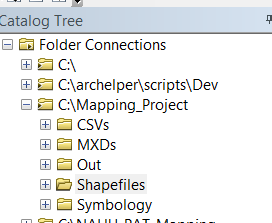 Catalog Tree
Folder Connections
C:\
C:\archelper\scripts\Dev
C:\Mapping_Project
CSVs
MXDs
Out
Shapefiles
Symbology